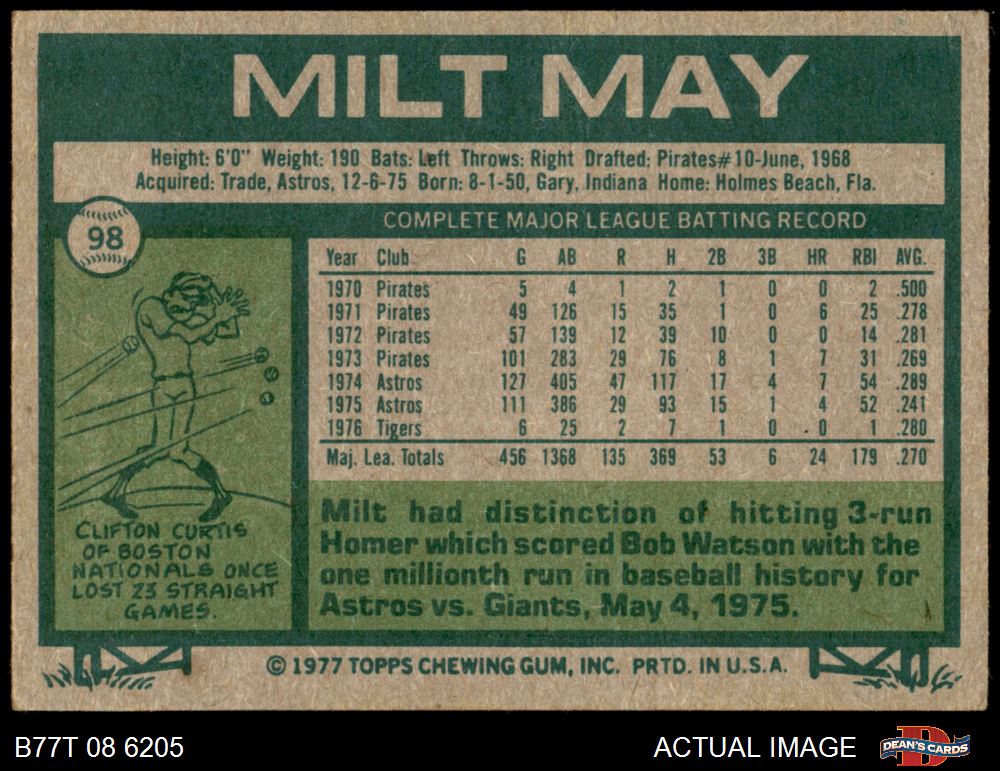 MILT MAY
Height: 6'0" Weight: 190 Bats: Left Throws: Right Drafted: Pirates#10-June, 1968
Acquired: Trade, Astros, 12-6-75 Born: 8-1-50, Gary, Indiana Home: Holmes Beach, Fla.
98
COMPLETE MAJOR LEAGUE BATTING RECORD
Year Club G AB R H 2B 3B HR RBI AVG.
1970 Pirates 5 4 1 2 1 0 0 2 .500
1971 Pirates 49 126 15 35 1 0 6 25 .278
1972 Pirates 57 139 12 39 10 0 0 14 .281
1973 Pirates 101 283 29 76 8 1 7 31 .269
1974 Astros 127 405 47 117 17 4 7 54 .289
1975 Astros 111 386 29 93 15 1 4 52 .241
1976 Tigers 6 25 2 7 1 0 0 1 .280
Maj. Lea. Totals 456 1368 135 369 53 6 24 179 .270
CLIFTON CURTIS
OF BOSTON
NATIONALS ONCE
LOST 23 STRAIGHT
GAMES.
Milt had distinction of hitting 3-run
Homer which scored Bob Watson with the
one millionth run in baseball history for
Astros vs. Giants, May 4, 1975.
© 1977 TOPPS CHEWING GUM, INC. PRTD. IN U.S.A.
B77T 08 6205
ACTUAL IMAGE
DEAN'S CARDS